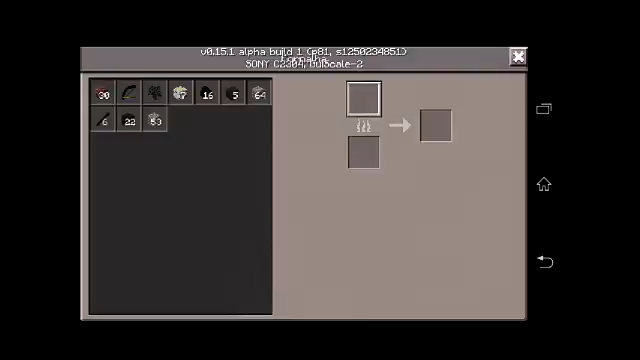 v0.15.1 alpha build 1 (p81, s1250234851)
Fornalha
SONY C2304, GuiScale-2
30 16 5 64
6 22 53